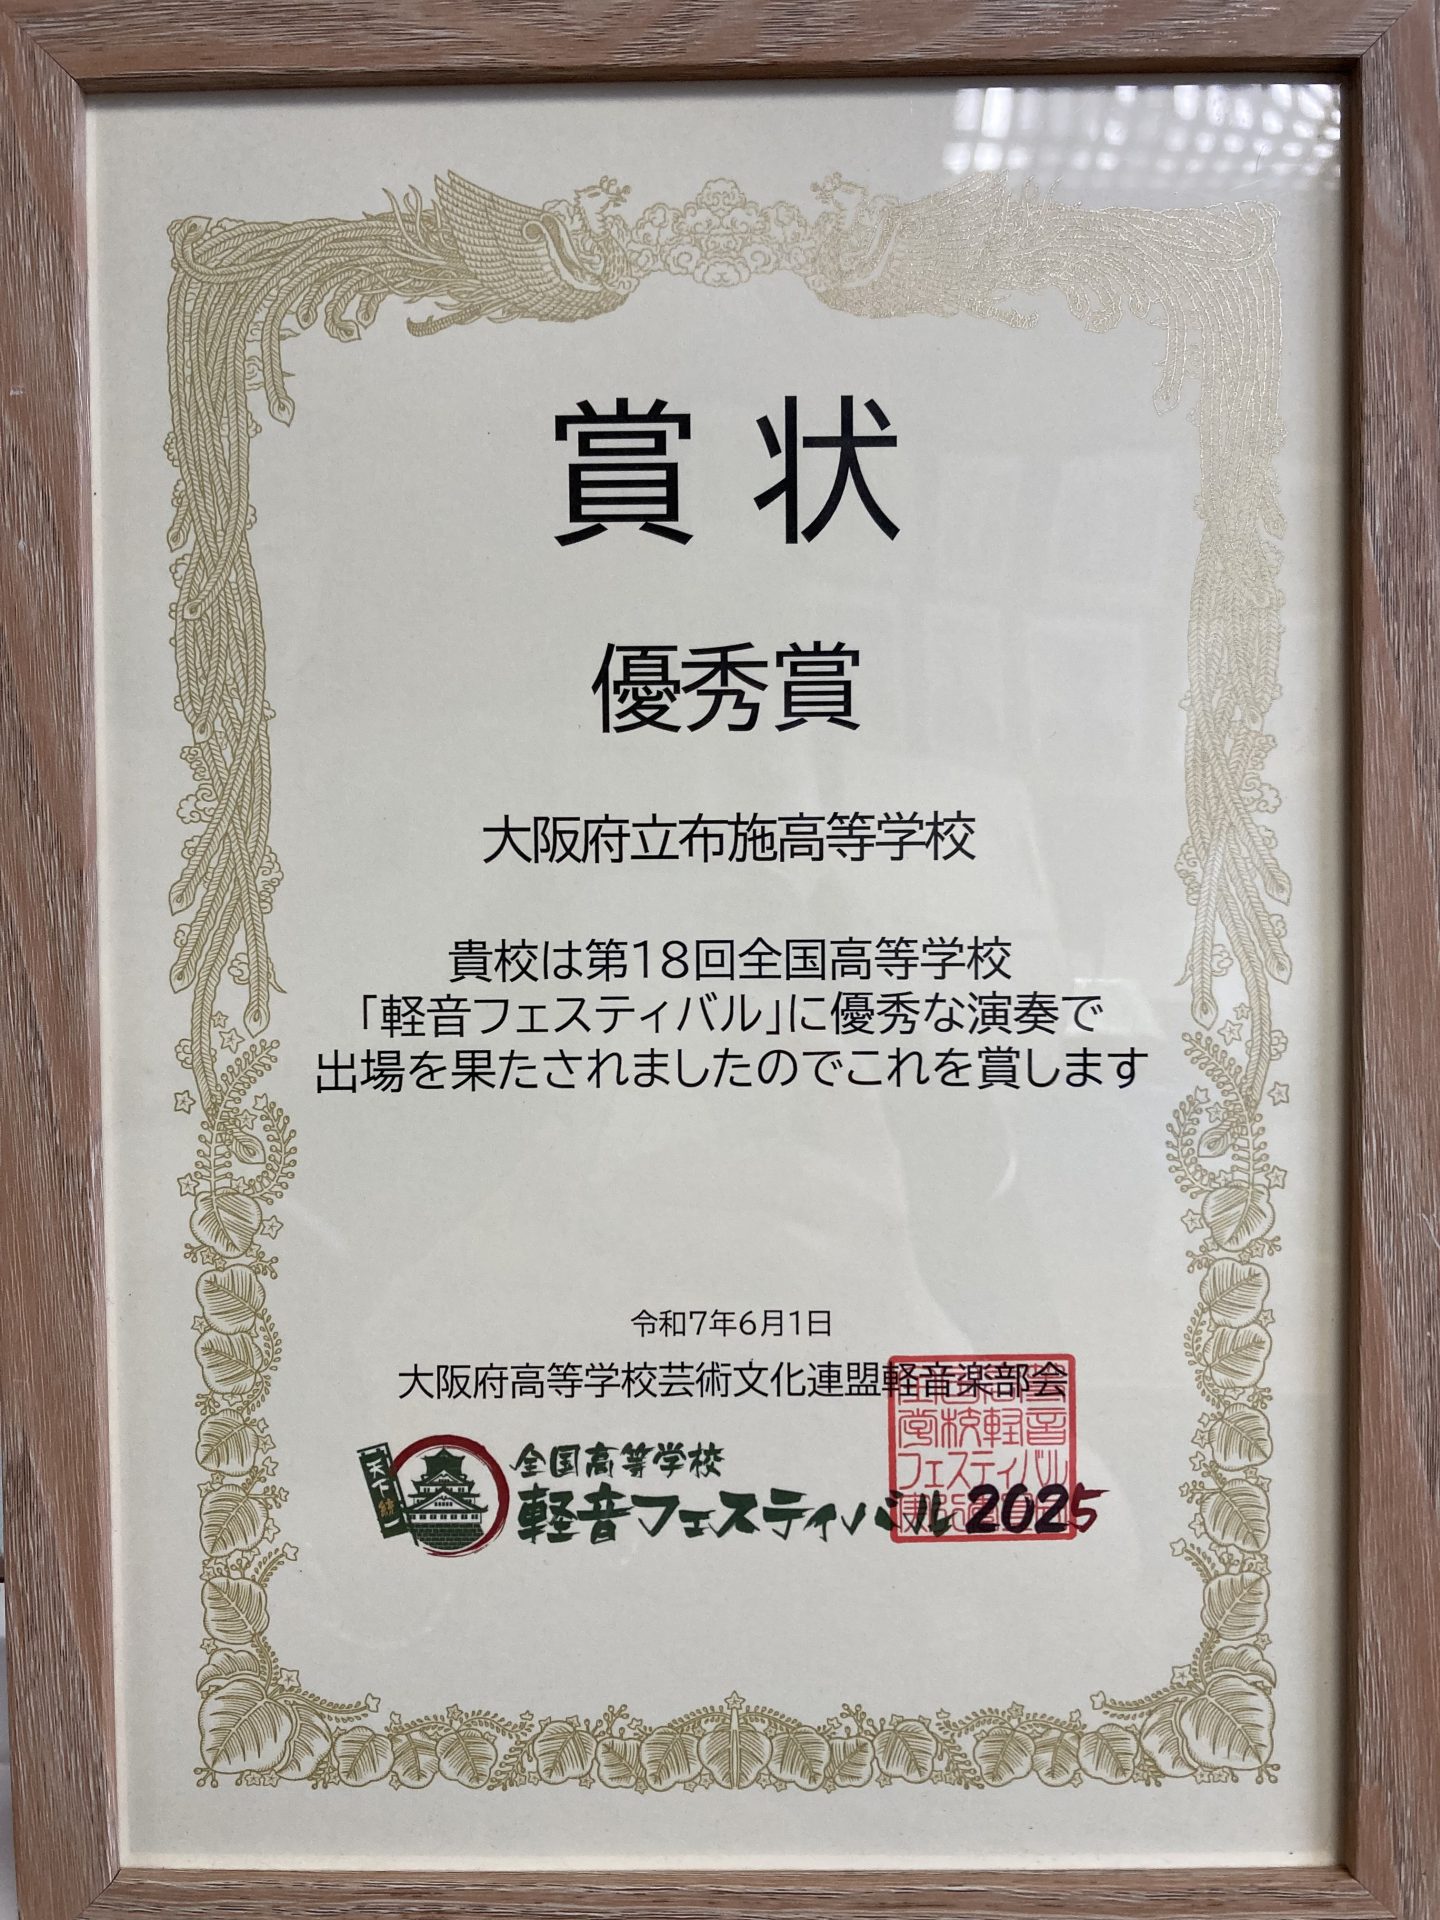 賞状
優秀賞
大阪府立布施高等学校
貴校は第18回全国高等学校
「軽音フェスティバル」に優秀な演奏で
出場を果たされましたのでこれを賞します
令和7年6月1日
大阪府高等学校芸術文化連盟軽音楽部会
全国高等学校
軽音フェスティバル2025